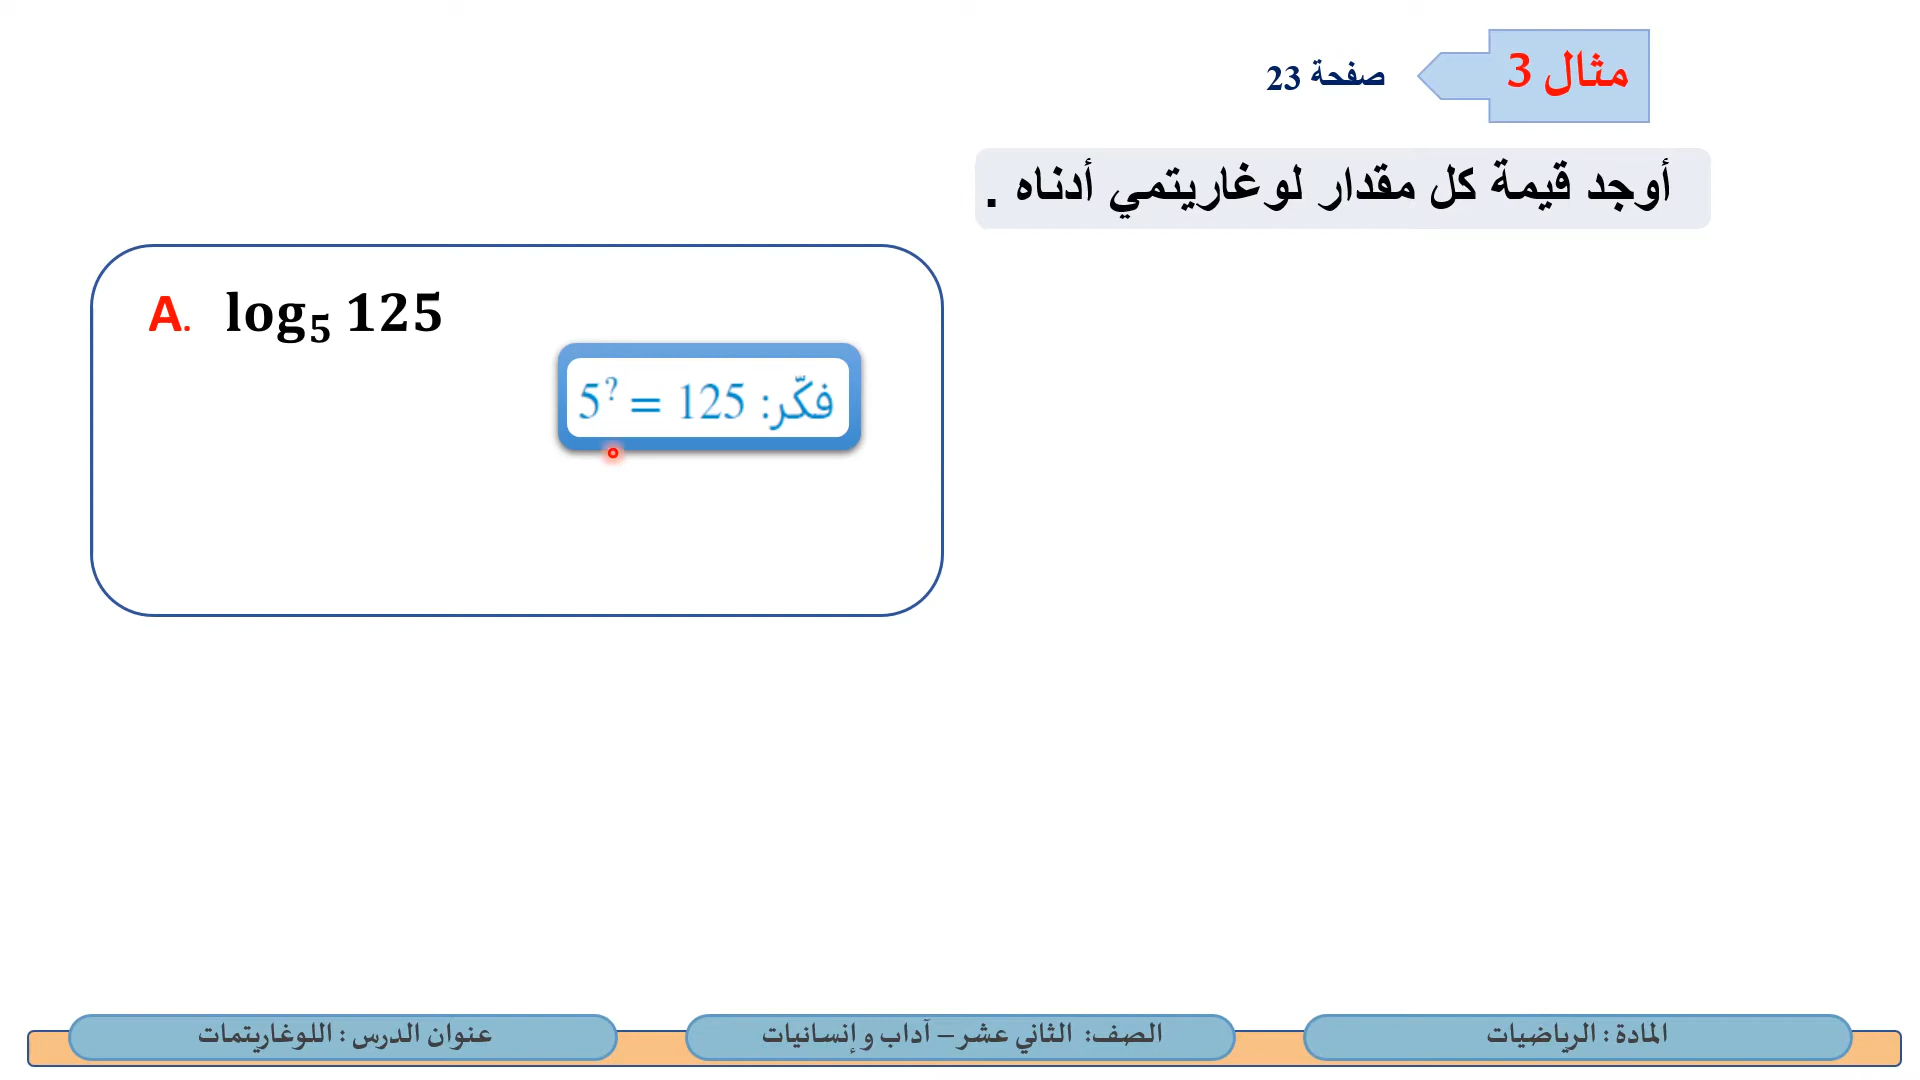 مثال 3
صفحة 23
أوجد قيمة كل مقدار لوغاريتمي أدناه .
A. log₅ 125
فكّر: 5^? = 125
المادة : الرياضيات
الصف: الثاني عشر – آداب و إنسانيات
عنوان الدرس : اللوغاريتمات